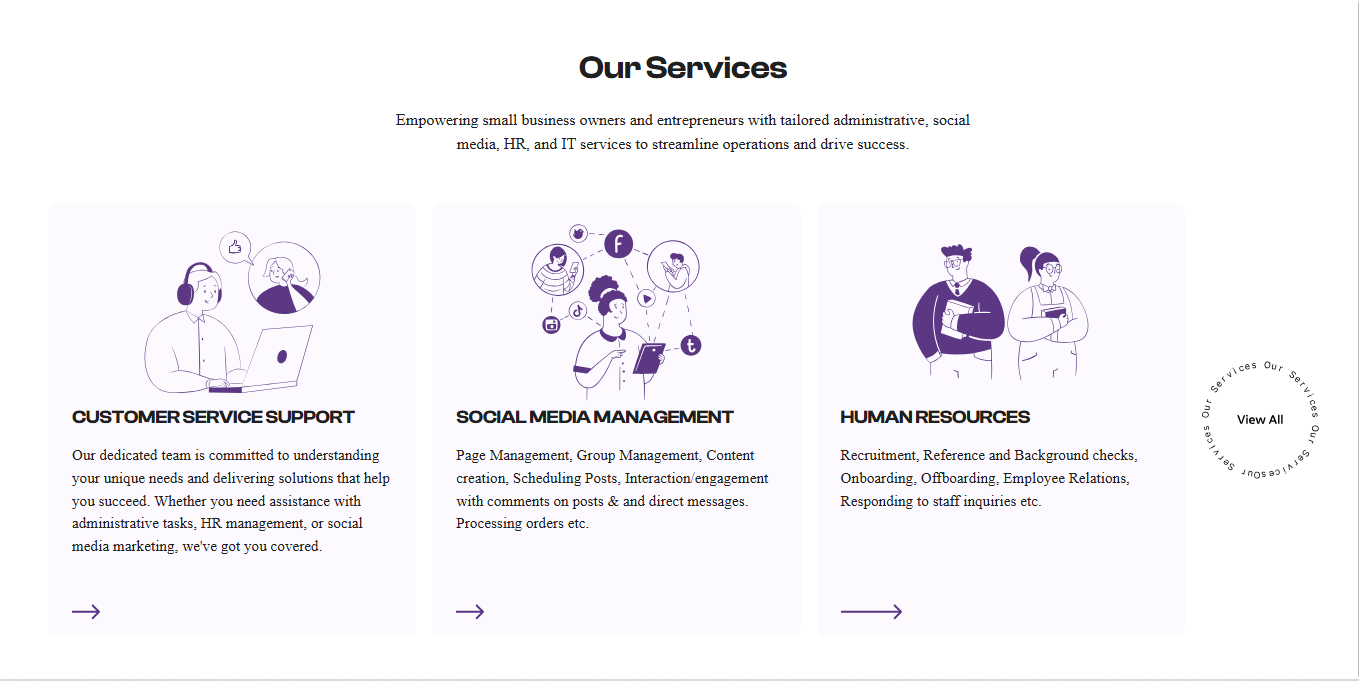 Our Services
Empowering small business owners and entrepreneurs with tailored administrative, social
media, HR, and IT services to streamline operations and drive success.
CUSTOMER SERVICE SUPPORT
Our dedicated team is committed to understanding
your unique needs and delivering solutions that help
you succeed. Whether you need assistance with
administrative tasks, HR management, or social
media marketing, we've got you covered.
SOCIAL MEDIA MANAGEMENT
Page Management, Group Management, Content
creation, Scheduling Posts, Interaction/engagement
with comments on posts & and direct messages.
Processing orders etc.
HUMAN RESOURCES
Recruitment, Reference and Background checks,
Onboarding, Offboarding, Employee Relations,
Responding to staff inquiries etc.
Our Services Our Services Our ServicesOur Services Our Services
View All